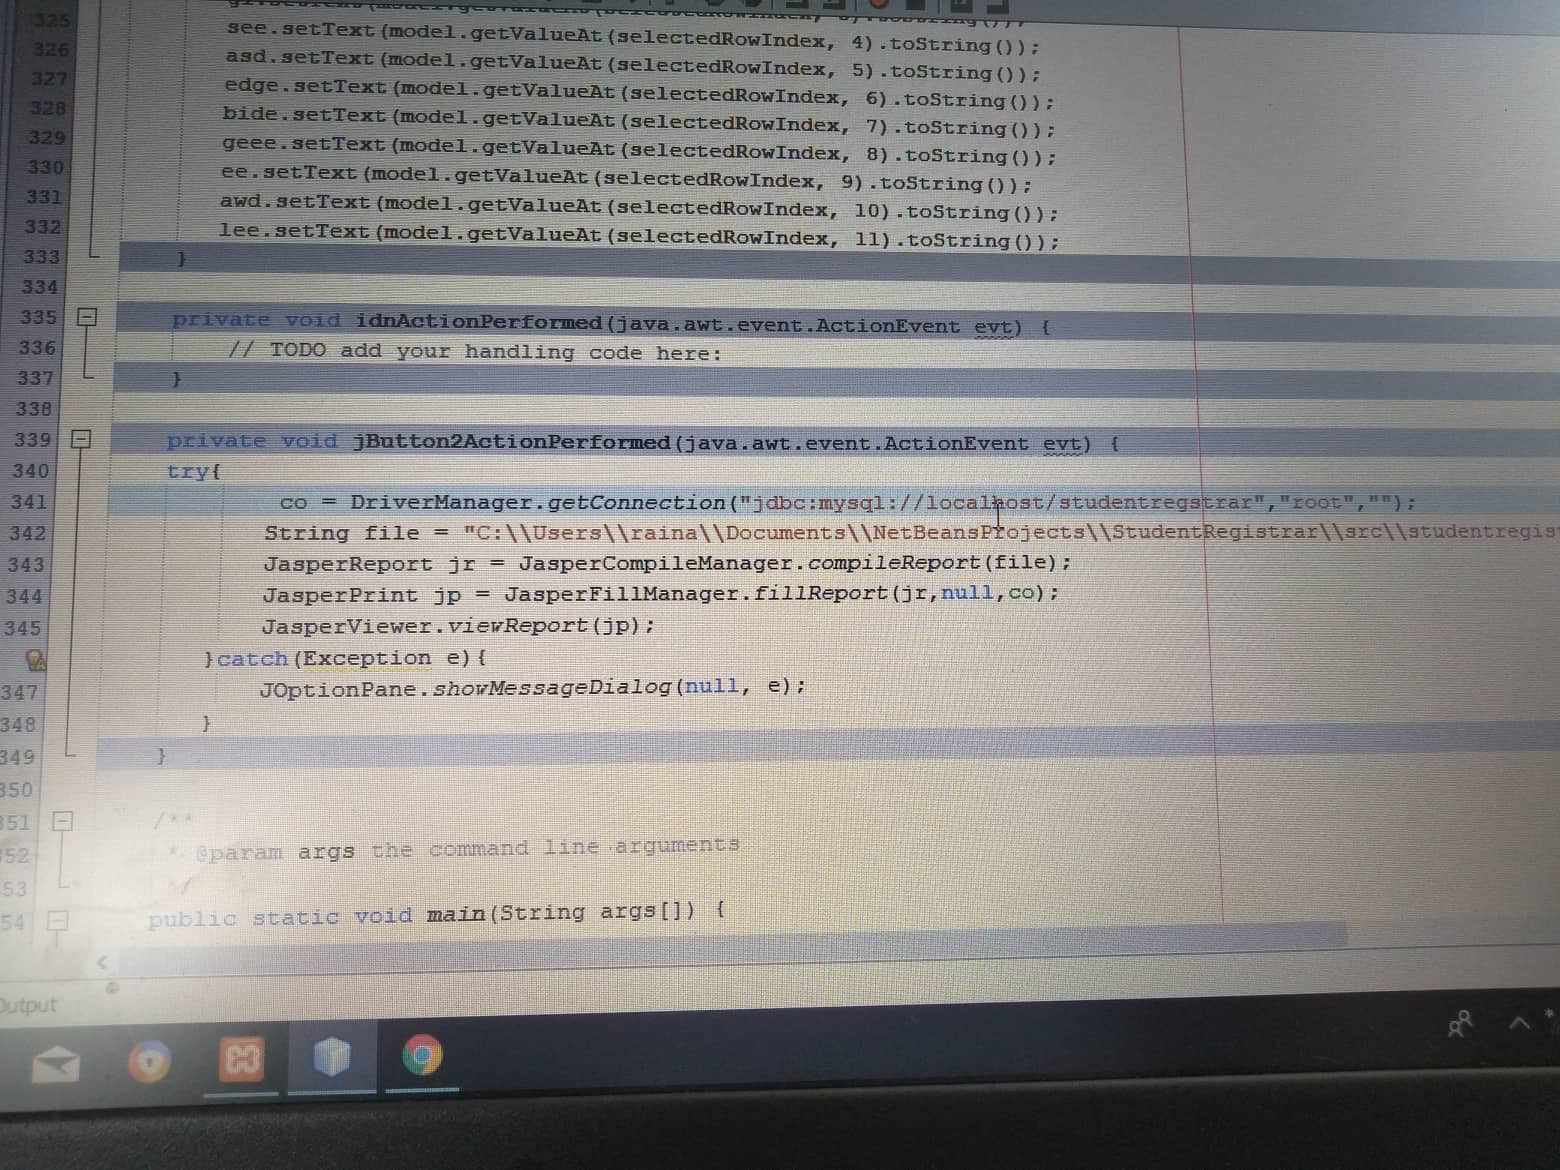 325
see.setText(model.getValueAt(selectedRowIndex, 4).toString());
326
asd.setText(model.getValueAt(selectedRowIndex, 5).toString());
327
edge.setText(model.getValueAt(selectedRowIndex, 6).toString());
328
bide.setText(model.getValueAt(selectedRowIndex, 7).toString());
329
geee.setText(model.getValueAt(selectedRowIndex, 8).toString());
330
ee.setText(model.getValueAt(selectedRowIndex, 9).toString());
331
awd.setText(model.getValueAt(selectedRowIndex, 10).toString());
332
lee.setText(model.getValueAt(selectedRowIndex, 11).toString());
333 }
334
335 private void idnActionPerformed(java.awt.event.ActionEvent evt) {
336 // TODO add your handling code here:
337 }
338
339 private void jButton2ActionPerformed(java.awt.event.ActionEvent evt) {
340 try{
341 co = DriverManager.getConnection("jdbc:mysql://localhost/studentregstrar","root","");
342 String file = "C:\\Users\\raina\\Documents\\NetBeansProjects\\StudentRegistrar\\src\\studentregis
343 JasperReport jr = JasperCompileManager.compileReport(file);
344 JasperPrint jp = JasperFillManager.fillReport(jr,null,co);
345 JasperViewer.viewReport(jp);
}catch(Exception e){
347 JOptionPane.showMessageDialog(null, e);
348 }
349 }
350
351 /**
352 * @param args the command line arguments
53 */
54 public static void main(String args[]) {
Output